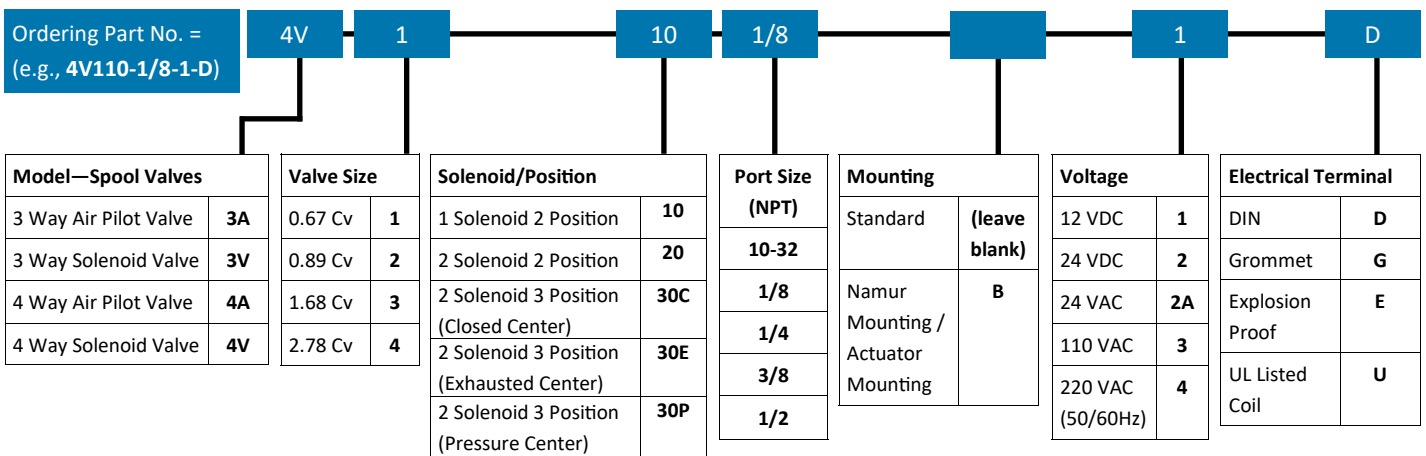 Ordering Part No. =
(e.g., 4V110-1/8-1-D)
4V
1
10
1/8
1
D
Model—Spool Valves
3 Way Air Pilot Valve 3A
3 Way Solenoid Valve 3V
4 Way Air Pilot Valve 4A
4 Way Solenoid Valve 4V
Valve Size
0.67 Cv 1
0.89 Cv 2
1.68 Cv 3
2.78 Cv 4
Solenoid/Position
1 Solenoid 2 Position 10
2 Solenoid 2 Position 20
2 Solenoid 3 Position 30C
(Closed Center)
2 Solenoid 3 Position 30E
(Exhausted Center)
2 Solenoid 3 Position 30P
(Pressure Center)
Port Size
(NPT)
10-32
1/8
1/4
3/8
1/2
Mounting
Standard (leave
blank)
Namur B
Mounting /
Actuator
Mounting
Voltage
12 VDC 1
24 VDC 2
24 VAC 2A
110 VAC 3
220 VAC 4
(50/60Hz)
Electrical Terminal
DIN D
Grommet G
Explosion E
Proof
UL Listed U
Coil